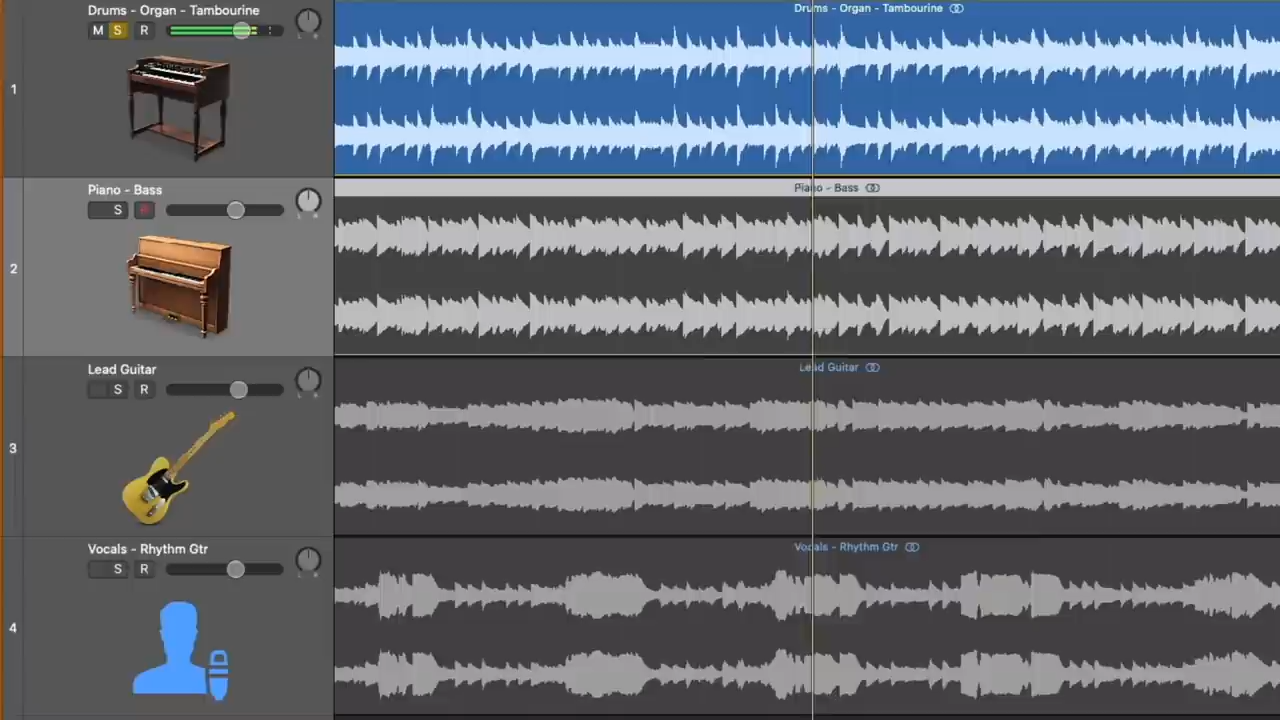 Drums - Organ - Tambourine
M S R
Drums - Organ - Tambourine
1
Piano - Bass
S R
Piano - Bass
2
Lead Guitar
S R
Lead Guitar
3
Vocals - Rhythm Gtr
S R
Vocals - Rhythm Gtr
4